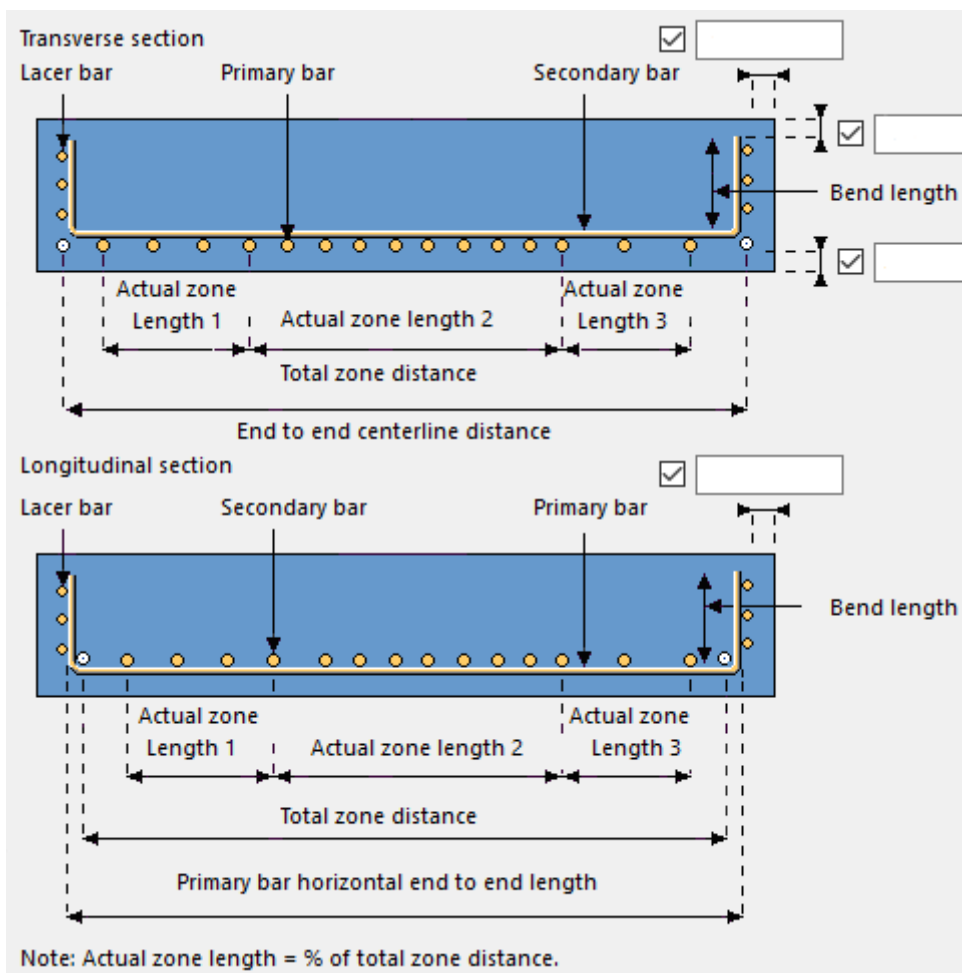 Transverse section
Lacer bar Primary bar Secondary bar
Bend length
Actual zone Actual zone
Length 1 Actual zone length 2 Length 3
Total zone distance
End to end centerline distance
Longitudinal section
Lacer bar Secondary bar Primary bar
Bend length
Actual zone Actual zone
Length 1 Actual zone length 2 Length 3
Total zone distance
Primary bar horizontal end to end length
Note: Actual zone length = % of total zone distance.